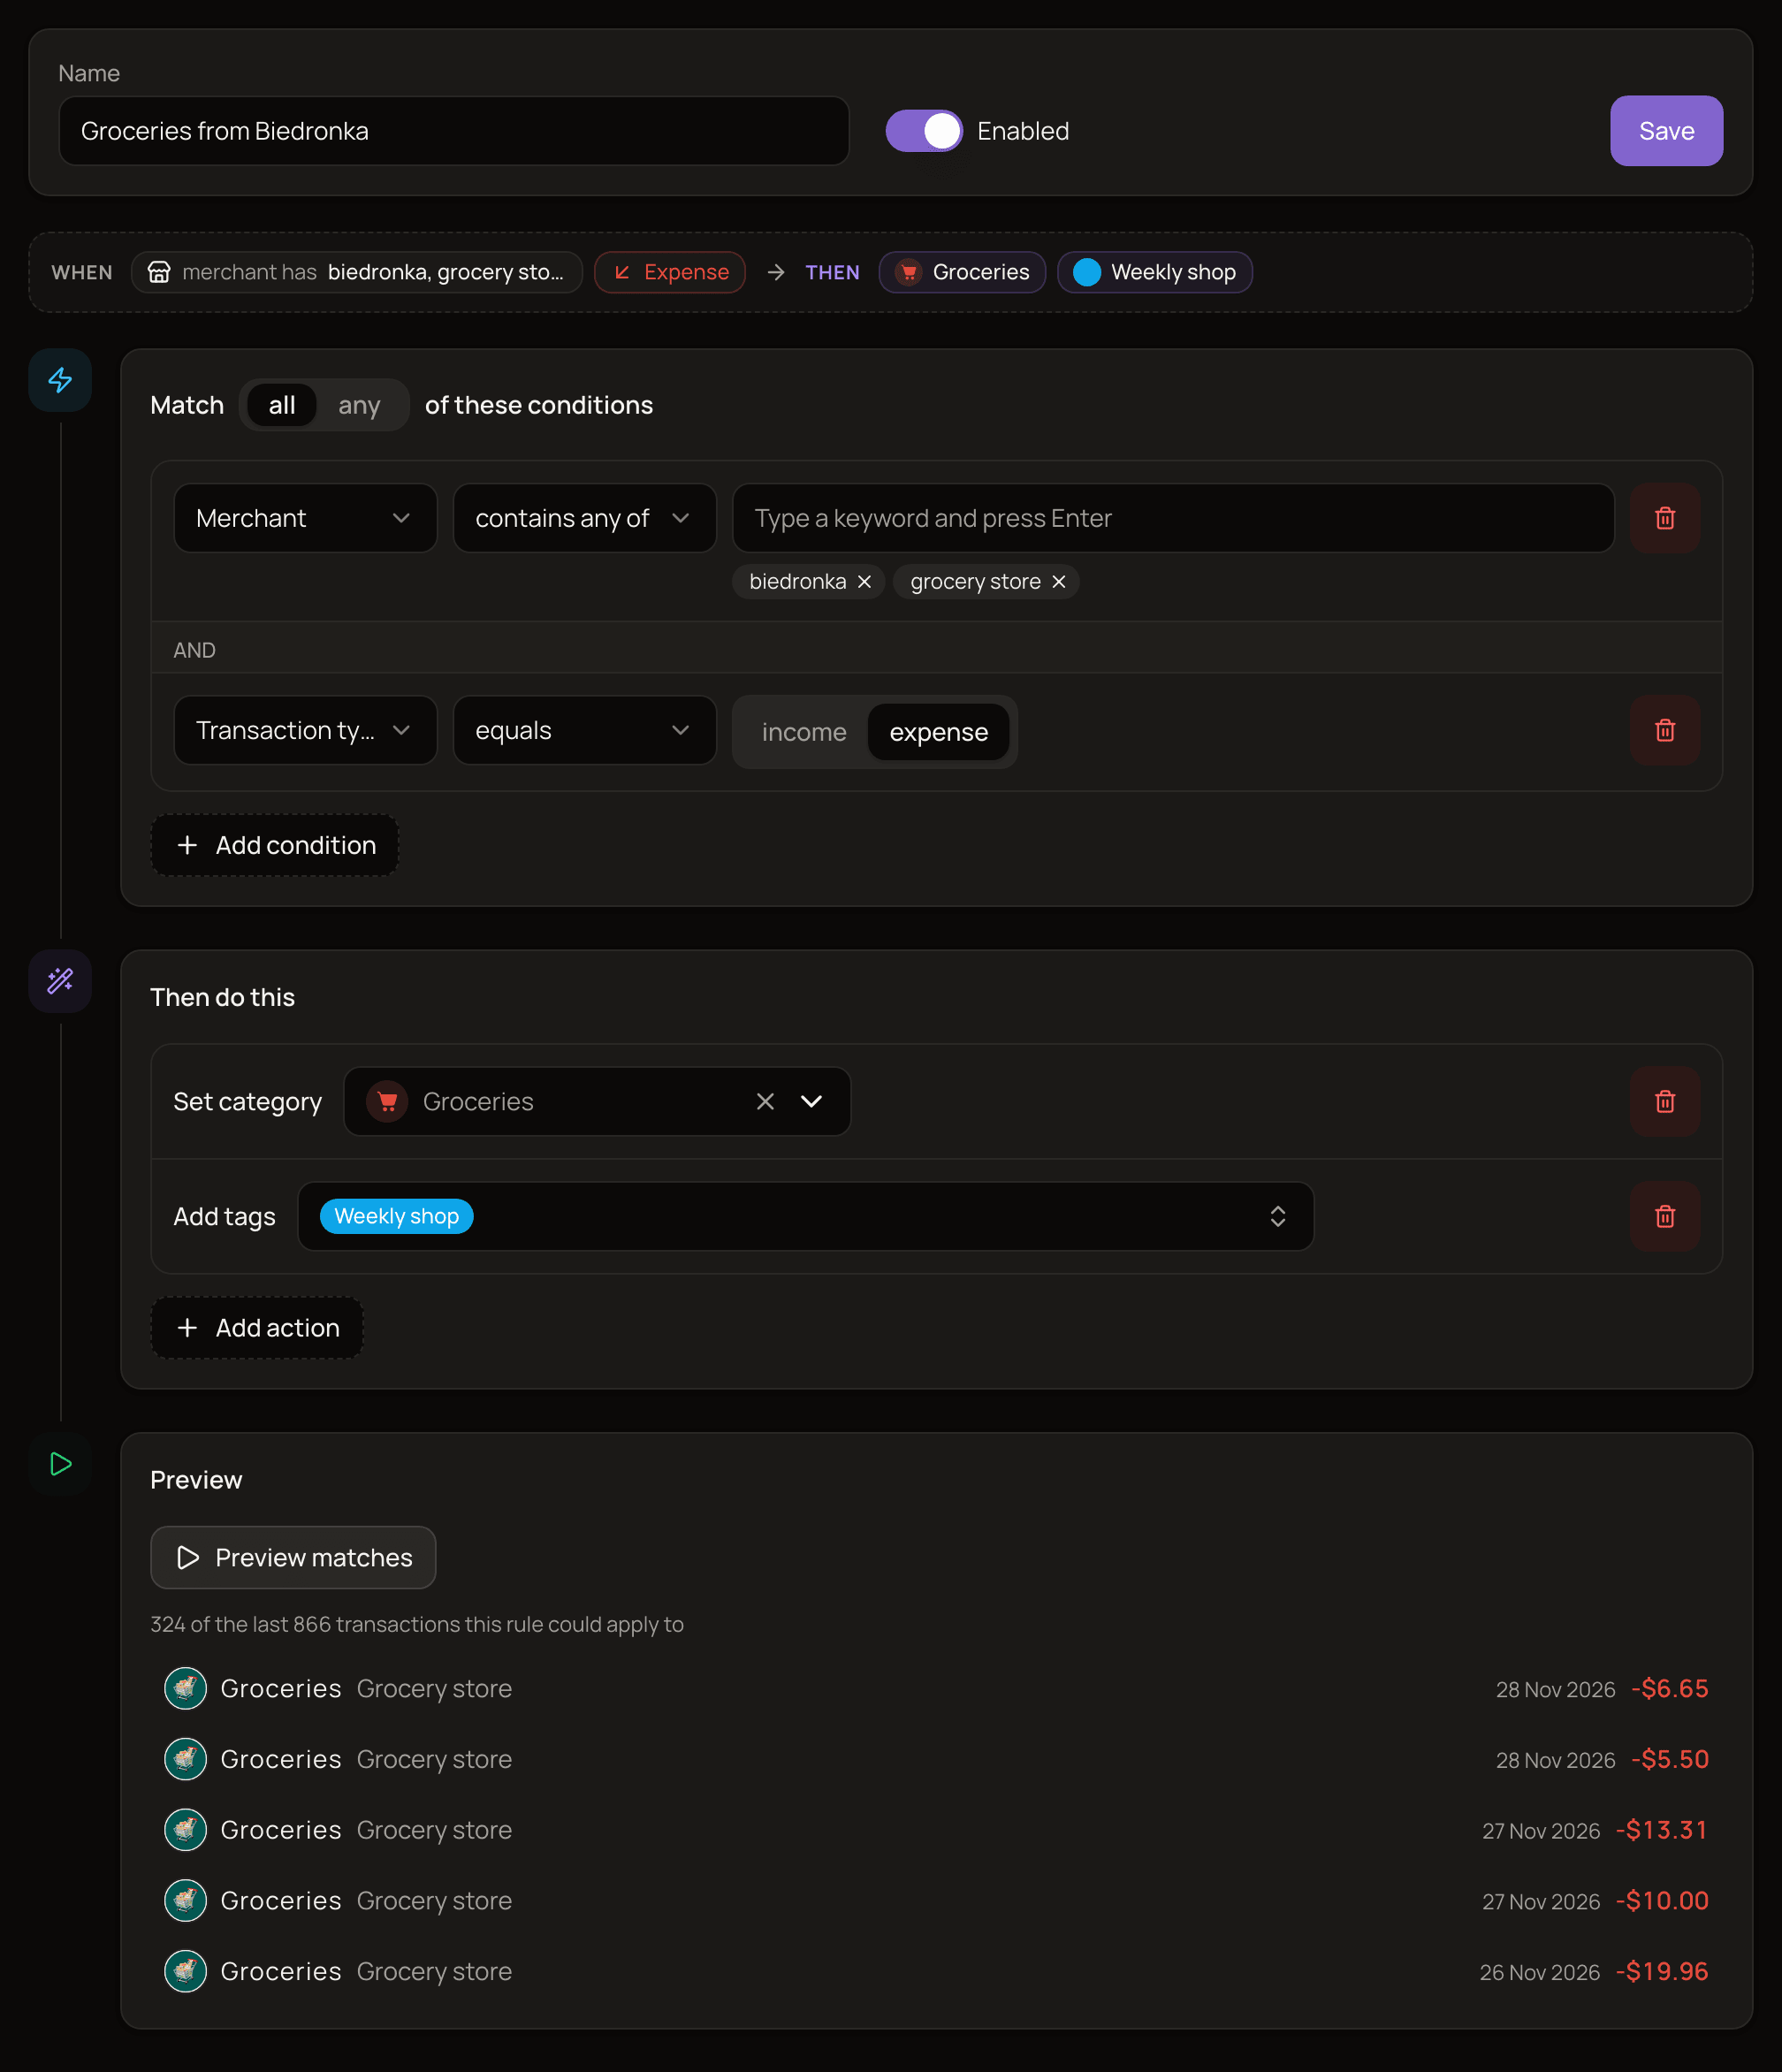 Name
Groceries from Biedronka
Enabled
Save
WHEN merchant has biedronka, grocery sto... Expense THEN Groceries Weekly shop
Match all any of these conditions
Merchant contains any of Type a keyword and press Enter
biedronka grocery store
AND
Transaction ty... equals income expense
Add condition
Then do this
Set category Groceries
Add tags Weekly shop
Add action
Preview
Preview matches
324 of the last 866 transactions this rule could apply to
Groceries Grocery store 28 Nov 2026 -$6.65
Groceries Grocery store 28 Nov 2026 -$5.50
Groceries Grocery store 27 Nov 2026 -$13.31
Groceries Grocery store 27 Nov 2026 -$10.00
Groceries Grocery store 26 Nov 2026 -$19.96